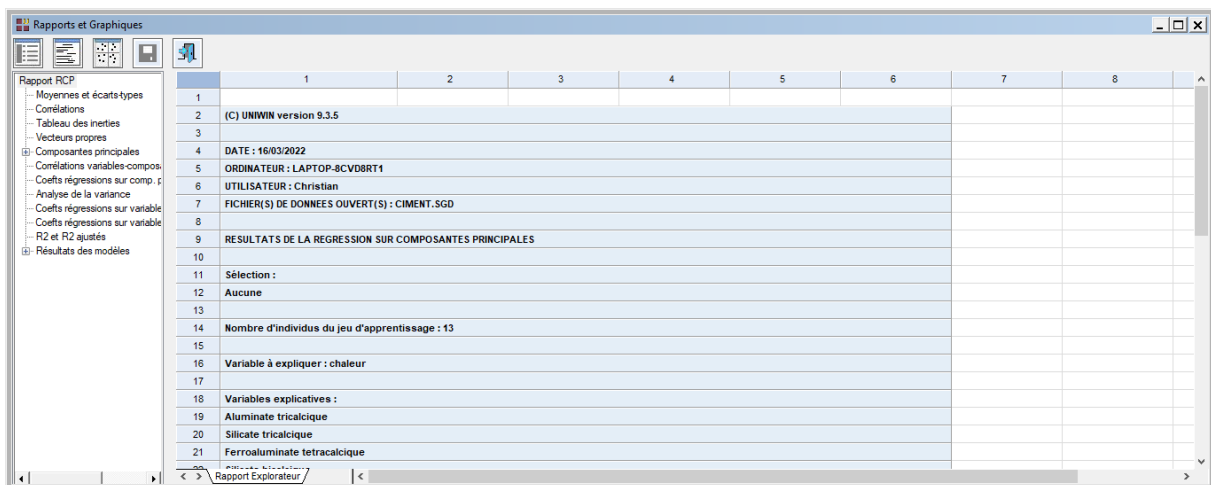 Rapports et Graphiques
Rapport RCP
Moyennes et écarts-types
Corrélations
Tableau des inerties
Vecteurs propres
Composantes principales
Corrélations variables-compos
Coefts régressions sur comp. p
Analyse de la variance
Coefts régressions sur variable
Coefts régressions sur variable
R2 et R2 ajustés
Résultats des modèles
1 2 3 4 5 6 7 8
1
2 (C) UNIWIN version 9.3.5
3
4 DATE : 16/03/2022
5 ORDINATEUR : LAPTOP-8CVD8RT1
6 UTILISATEUR : Christian
7 FICHIER(S) DE DONNEES OUVERT(S) : CIMENT.SGD
8
9 RESULTATS DE LA REGRESSION SUR COMPOSANTES PRINCIPALES
10
11 Sélection :
12 Aucune
13
14 Nombre d'individus du jeu d'apprentissage : 13
15
16 Variable à expliquer : chaleur
17
18 Variables explicatives :
19 Aluminate tricalcique
20 Silicate tricalcique
21 Ferroaluminate tetracalcique
Rapport Explorateur